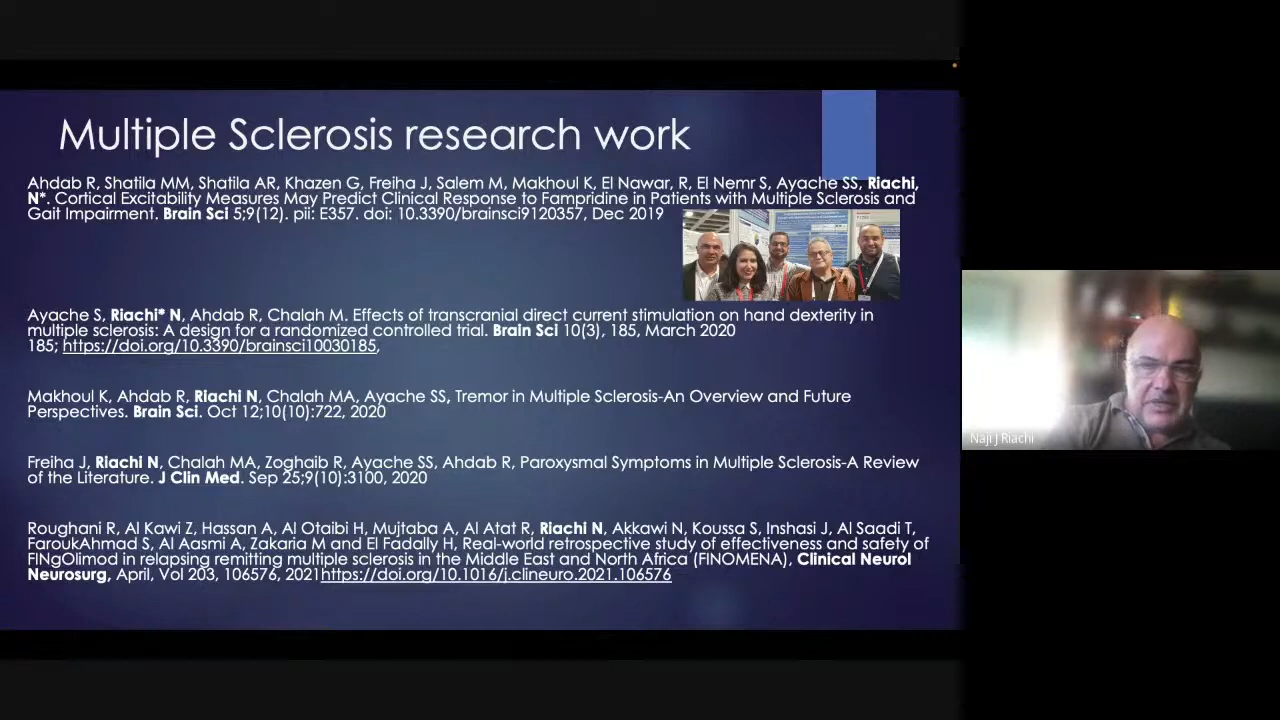 Multiple Sclerosis research work
Ahdab R, Shatila MM, Shatila AR, Khazen G, Freiha J, Salem M, Makhoul K, El Nawar, R, El Nemr S, Ayache SS, Riachi,
N*. Cortical Excitability Measures May Predict Clinical Response to Fampridine in Patients with Multiple Sclerosis and
Gait Impairment. Brain Sci 5;9(12). pii: E357. doi: 10.3390/brainsci9120357, Dec 2019
Ayache S, Riachi* N, Ahdab R, Chalah M. Effects of transcranial direct current stimulation on hand dexterity in
multiple sclerosis: A design for a randomized controlled trial. Brain Sci 10(3), 185, March 2020
185; https://doi.org/10.3390/brainsci10030185,
Makhoul K, Ahdab R, Riachi N, Chalah MA, Ayache SS, Tremor in Multiple Sclerosis-An Overview and Future
Perspectives. Brain Sci. Oct 12;10(10):722, 2020
Freiha J, Riachi N, Chalah MA, Zoghaib R, Ayache SS, Ahdab R, Paroxysmal Symptoms in Multiple Sclerosis-A Review
of the Literature. J Clin Med. Sep 25;9(10):3100, 2020
Roughani R, Al Kawi Z, Hassan A, Al Otaibi H, Mujtaba A, Al Atat R, Riachi N, Akkawi N, Koussa S, Inshasi J, Al Saadi T,
FaroukAhmad S, Al Aasmi A, Zakaria M and El Fadally H, Real-world retrospective study of effectiveness and safety of
FINgOlimod in relapsing remitting multiple sclerosis in the Middle East and North Africa (FINOMENA), Clinical Neurol
Neurosurg, April, Vol 203, 106576, 2021https://doi.org/10.1016/j.clineuro.2021.106576
Naji J Riachi